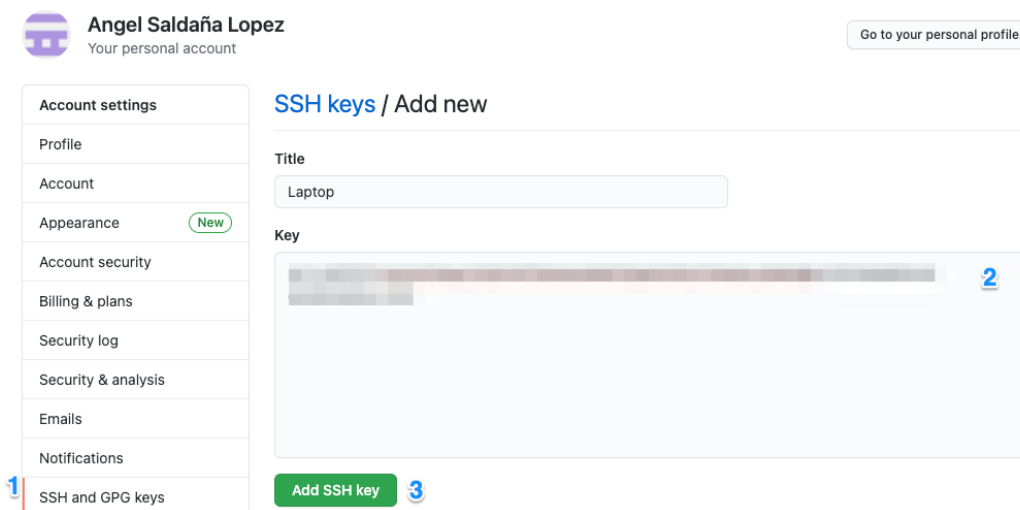 Angel Saldaña Lopez
Your personal account
Go to your personal profile
Account settings
Profile
Account
Appearance New
Account security
Billing & plans
Security log
Security & analysis
Emails
Notifications
1
SSH and GPG keys
SSH keys / Add new
Title
Laptop
Key
2
Add SSH key 3